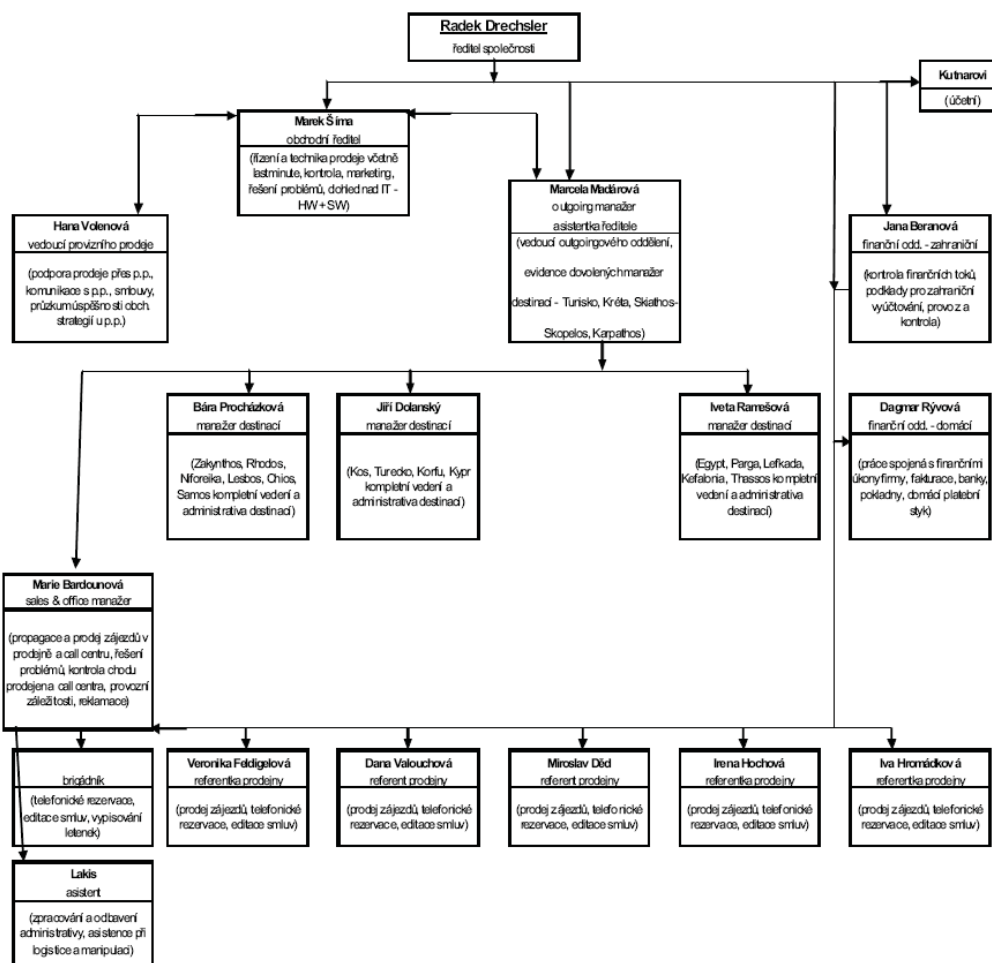 Radek Drechsler
ředitel společnosti
Kutnarovi
(účetní)
Marek Šíma
obchodní ředitel
(řízení a technika prodeje včetně
lastminute, kontrola, marketing,
řešení problémů, dohled nad IT -
HW + SW)
Marcela Madárová
outgoing manažer
asistentka ředitele
(vedoucí outgoingového oddělení,
evidence dovolených manažer
destinací - Turisko, Kréta, Skiathos-
Skopelos, Karpathos)
Hana Volenová
vedoucí provizního prodeje
(podpora prodeje přes p.p.,
komunikace s p.p., smlouvy,
průzkum úspěšnosti obch.
strategií u p.p.)
Jana Beranová
finanční odd. - zahraniční
(kontrola finančních toků,
podklady pro zahraniční
vyúčtování, provoz a
kontrola)
Bára Procházková
manažer destinací
(Zakynthos, Rhodos,
Niforeika, Lesbos, Chios,
Samos kompletní vedení a
administrativa destinací)
Jiří Dolanský
manažer destinací
(Kos, Turecko, Korfu, Kypr
kompletní vedení a
administrativa destinací)
Iveta Ramešová
manažer destinací
(Egypt, Parga, Lefkada,
Kefalonia, Thassos kompletní
vedení a administrativa
destinací)
Dagmar Rývová
finanční odd. - domácí
(práce spojená s finančními
úkony firmy, fakturace, banky,
pokladny, domácí platební
styk)
Marie Bardounová
sales & office manažer
(propagace a prodej zájezdů v
prodejně a call centru, řešení
problémů, kontrola chodu
prodejen a call centra, provozní
záležitosti, reklamace)
brigádník
(telefonické rezervace,
editace smluv, vypisování
letenek)
Veronika Feldigelová
referentka prodejny
(prodej zájezdů, telefonické
rezervace, editace smluv)
Dana Valouchová
referent prodejny
(prodej zájezdů, telefonické
rezervace, editace smluv)
Miroslav Děd
referent prodejny
(prodej zájezdů, telefonické
rezervace, editace smluv)
Irena Hochová
referentka prodejny
(prodej zájezdů, telefonické
rezervace, editace smluv)
Iva Hromádková
referentka prodejny
(prodej zájezdů, telefonické
rezervace, editace smluv)
Lakis
asistent
(zpracování a odbavení
administrativy, asistence při
logistice a manipulaci)